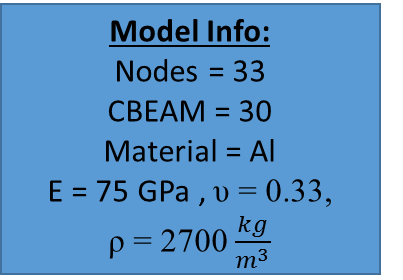 Model Info:
Nodes = 33
CBEAM = 30
Material = Al
E = 75 GPa , υ = 0.33,
ρ = 2700 kg/m³